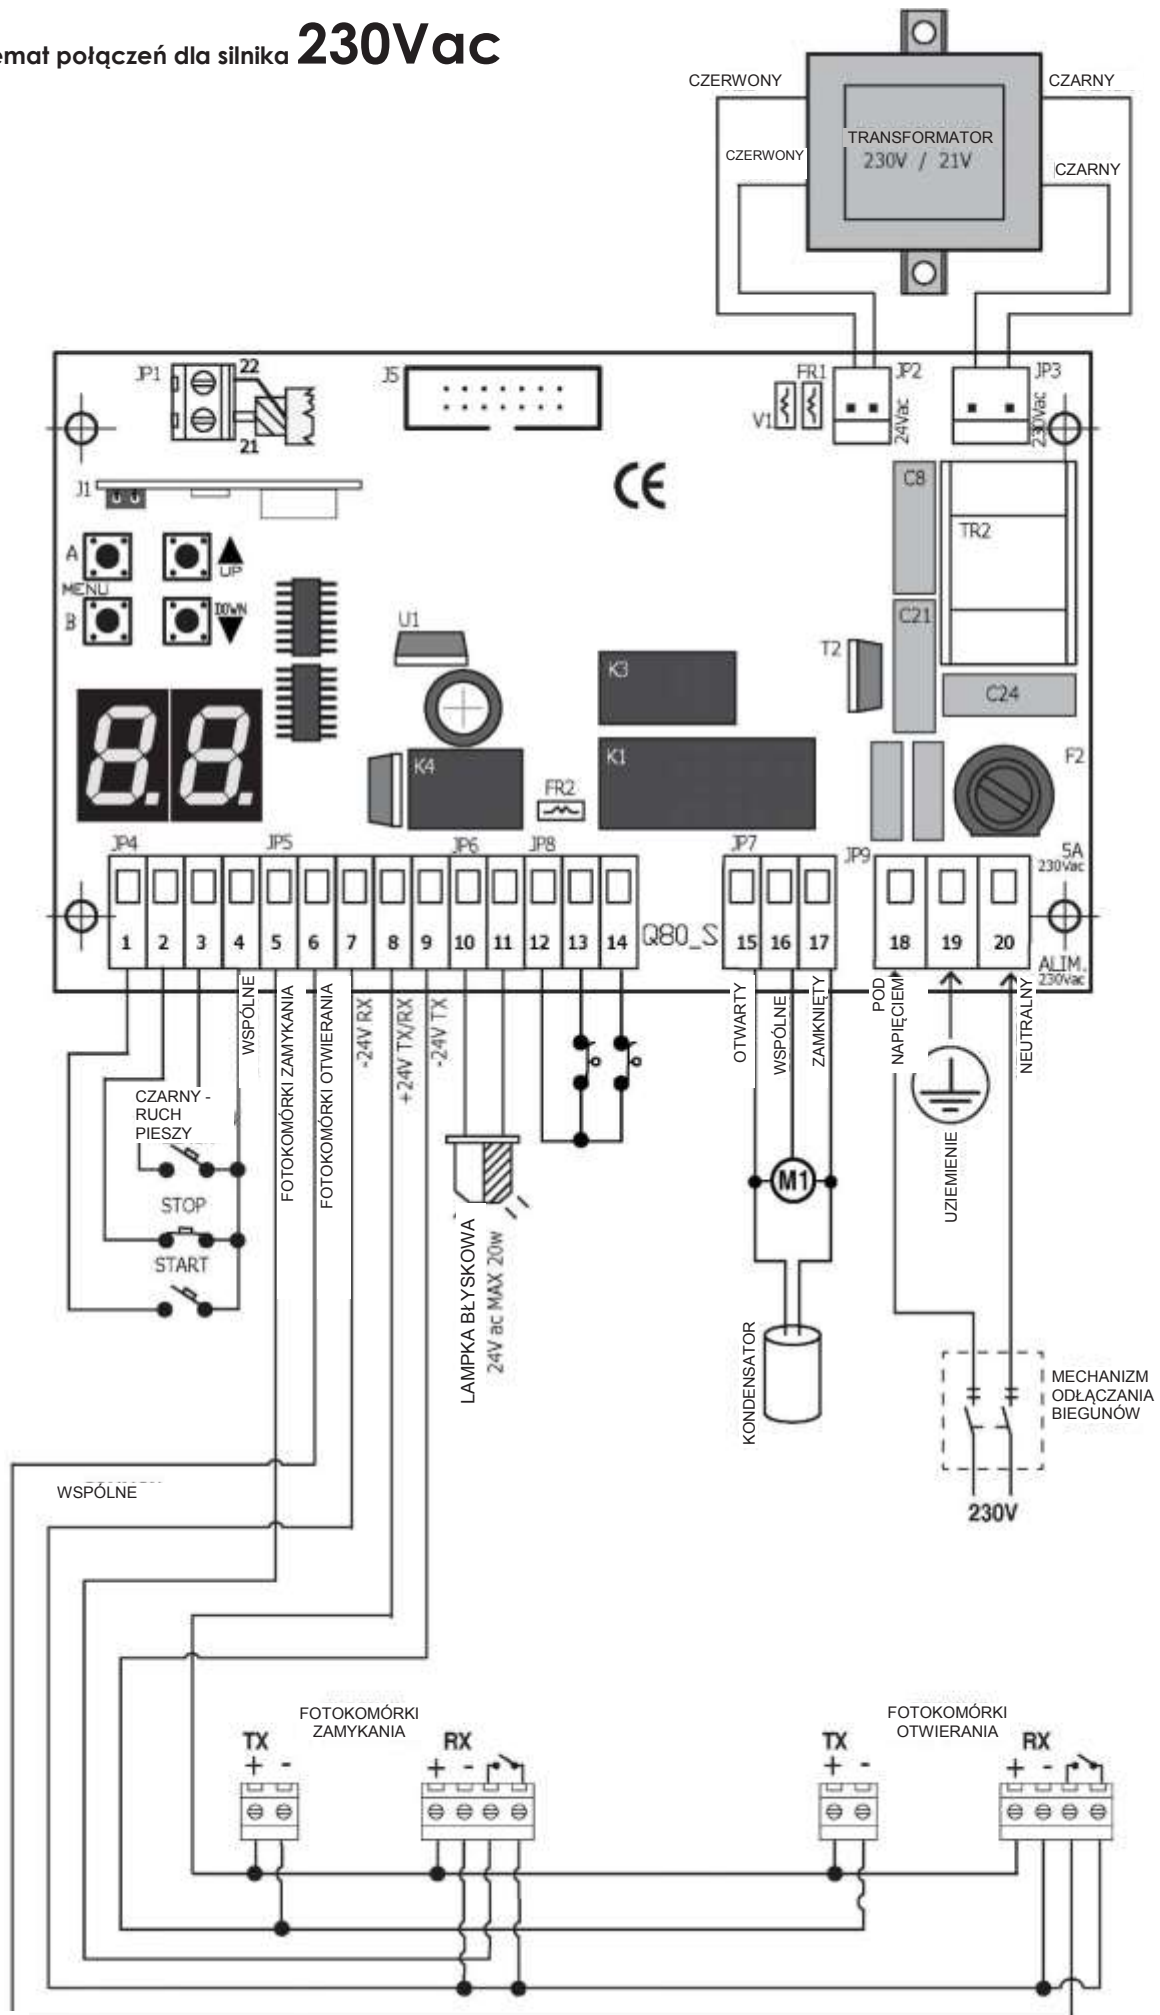 emat połączeń dla silnika 230Vac
CZERWONY
CZARNY
CZERWONY
TRANSFORMATOR
230V / 21V
CZARNY
JP1
22
21
J5
FR1
V1
JP2
24Vac
JP3
230Vac
J1
CE
C8
TR2
A
UP
MENU
B
DOWN
U1
K3
T2
C21
C24
K4
K1
FR2
F2
88
JP4
JP5
JP6
JP8
JP7
JP9
5A
230Vac
1 2 3 4 5 6 7 8 9 10 11 12 13 14
Q80_S
15 16 17
18 19 20
ALIM.
230Vac
WSPÓLNE
FOTOKOMÓRKI ZAMYKANIA
FOTOKOMÓRKI OTWIERANIA
-24V RX
+24V TX/RX
-24V TX
OTWARTY
WSPÓLNE
ZAMKNIĘTY
POD
NAPIĘCIEM
NEUTRALNY
CZARNY -
RUCH
PIESZY
STOP
START
LAMPKA BŁYSKOWA
24V ac MAX 20w
M1
UZIEMIENIE
KONDENSATOR
MECHANIZM
ODŁĄCZANIA
BIEGUNÓW
230V
WSPÓLNE
FOTOKOMÓRKI
ZAMYKANIA
TX
+ -
RX
+ -
FOTOKOMÓRKI
OTWIERANIA
TX
+ -
RX
+ -